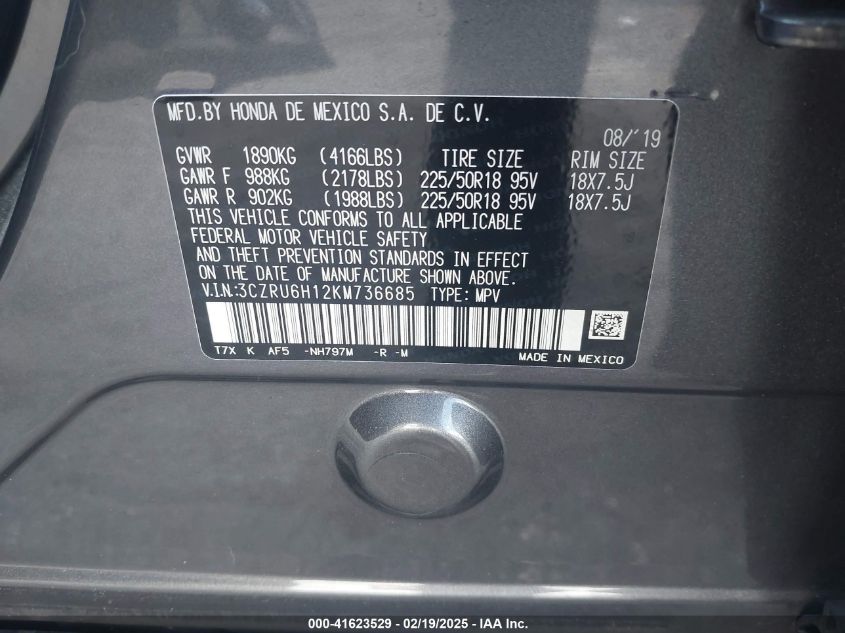 MFD.BY HONDA DE MEXICO S.A. DE C.V.
08/'19
GVWR 1890KG (4166LBS) TIRE SIZE RIM SIZE
GAWR F 988KG (2178LBS) 225/50R18 95V 18X7.5J
GAWR R 902KG (1988LBS) 225/50R18 95V 18X7.5J
THIS VEHICLE CONFORMS TO ALL APPLICABLE
FEDERAL MOTOR VEHICLE SAFETY
AND THEFT PREVENTION STANDARDS IN EFFECT
ON THE DATE OF MANUFACTURE SHOWN ABOVE.
V.I.N.:3CZRU6H12KM736685 TYPE: MPV
T7X K AF5 -NH797M -R -M MADE IN MEXICO
000-41623529 — 02/19/2025 — IAA Inc.